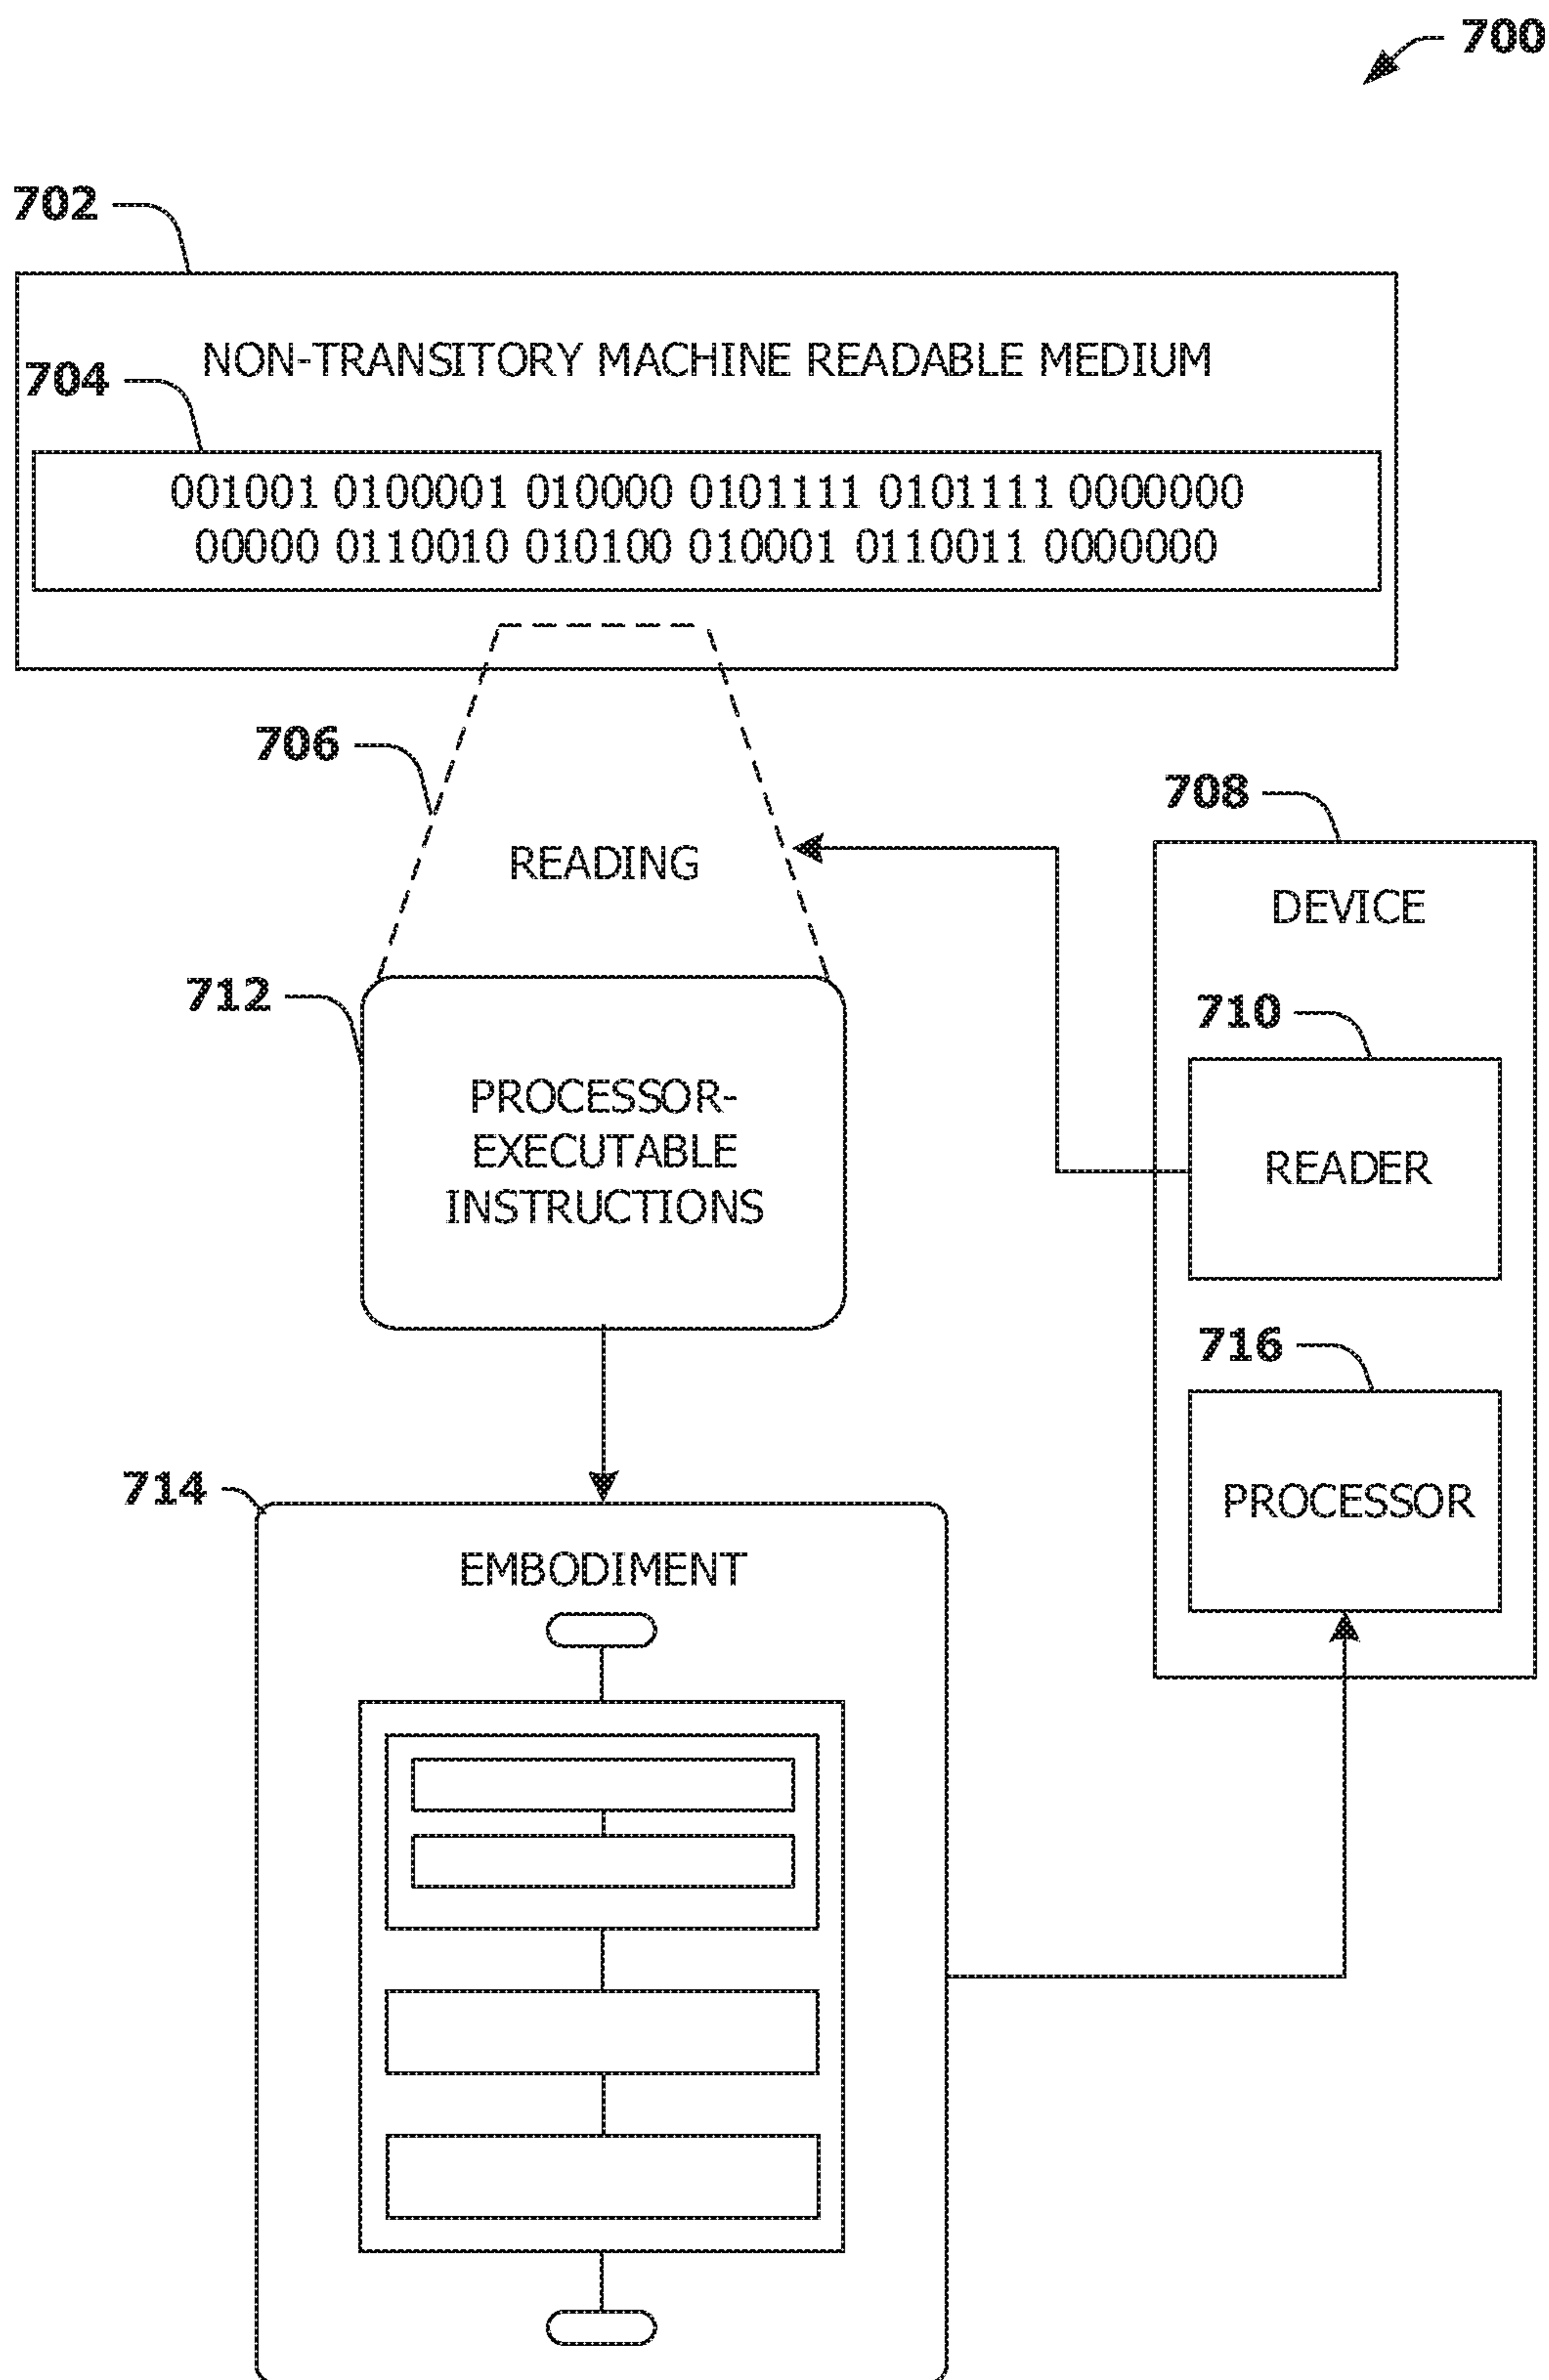 700
702
NON-TRANSITORY MACHINE READABLE MEDIUM
704
001001 0100001 010000 0101111 0101111 0000000
00000 0110010 010100 010001 0110011 0000000
706
READING
708
DEVICE
710
READER
712
PROCESSOR-
EXECUTABLE
INSTRUCTIONS
716
PROCESSOR
714
EMBODIMENT